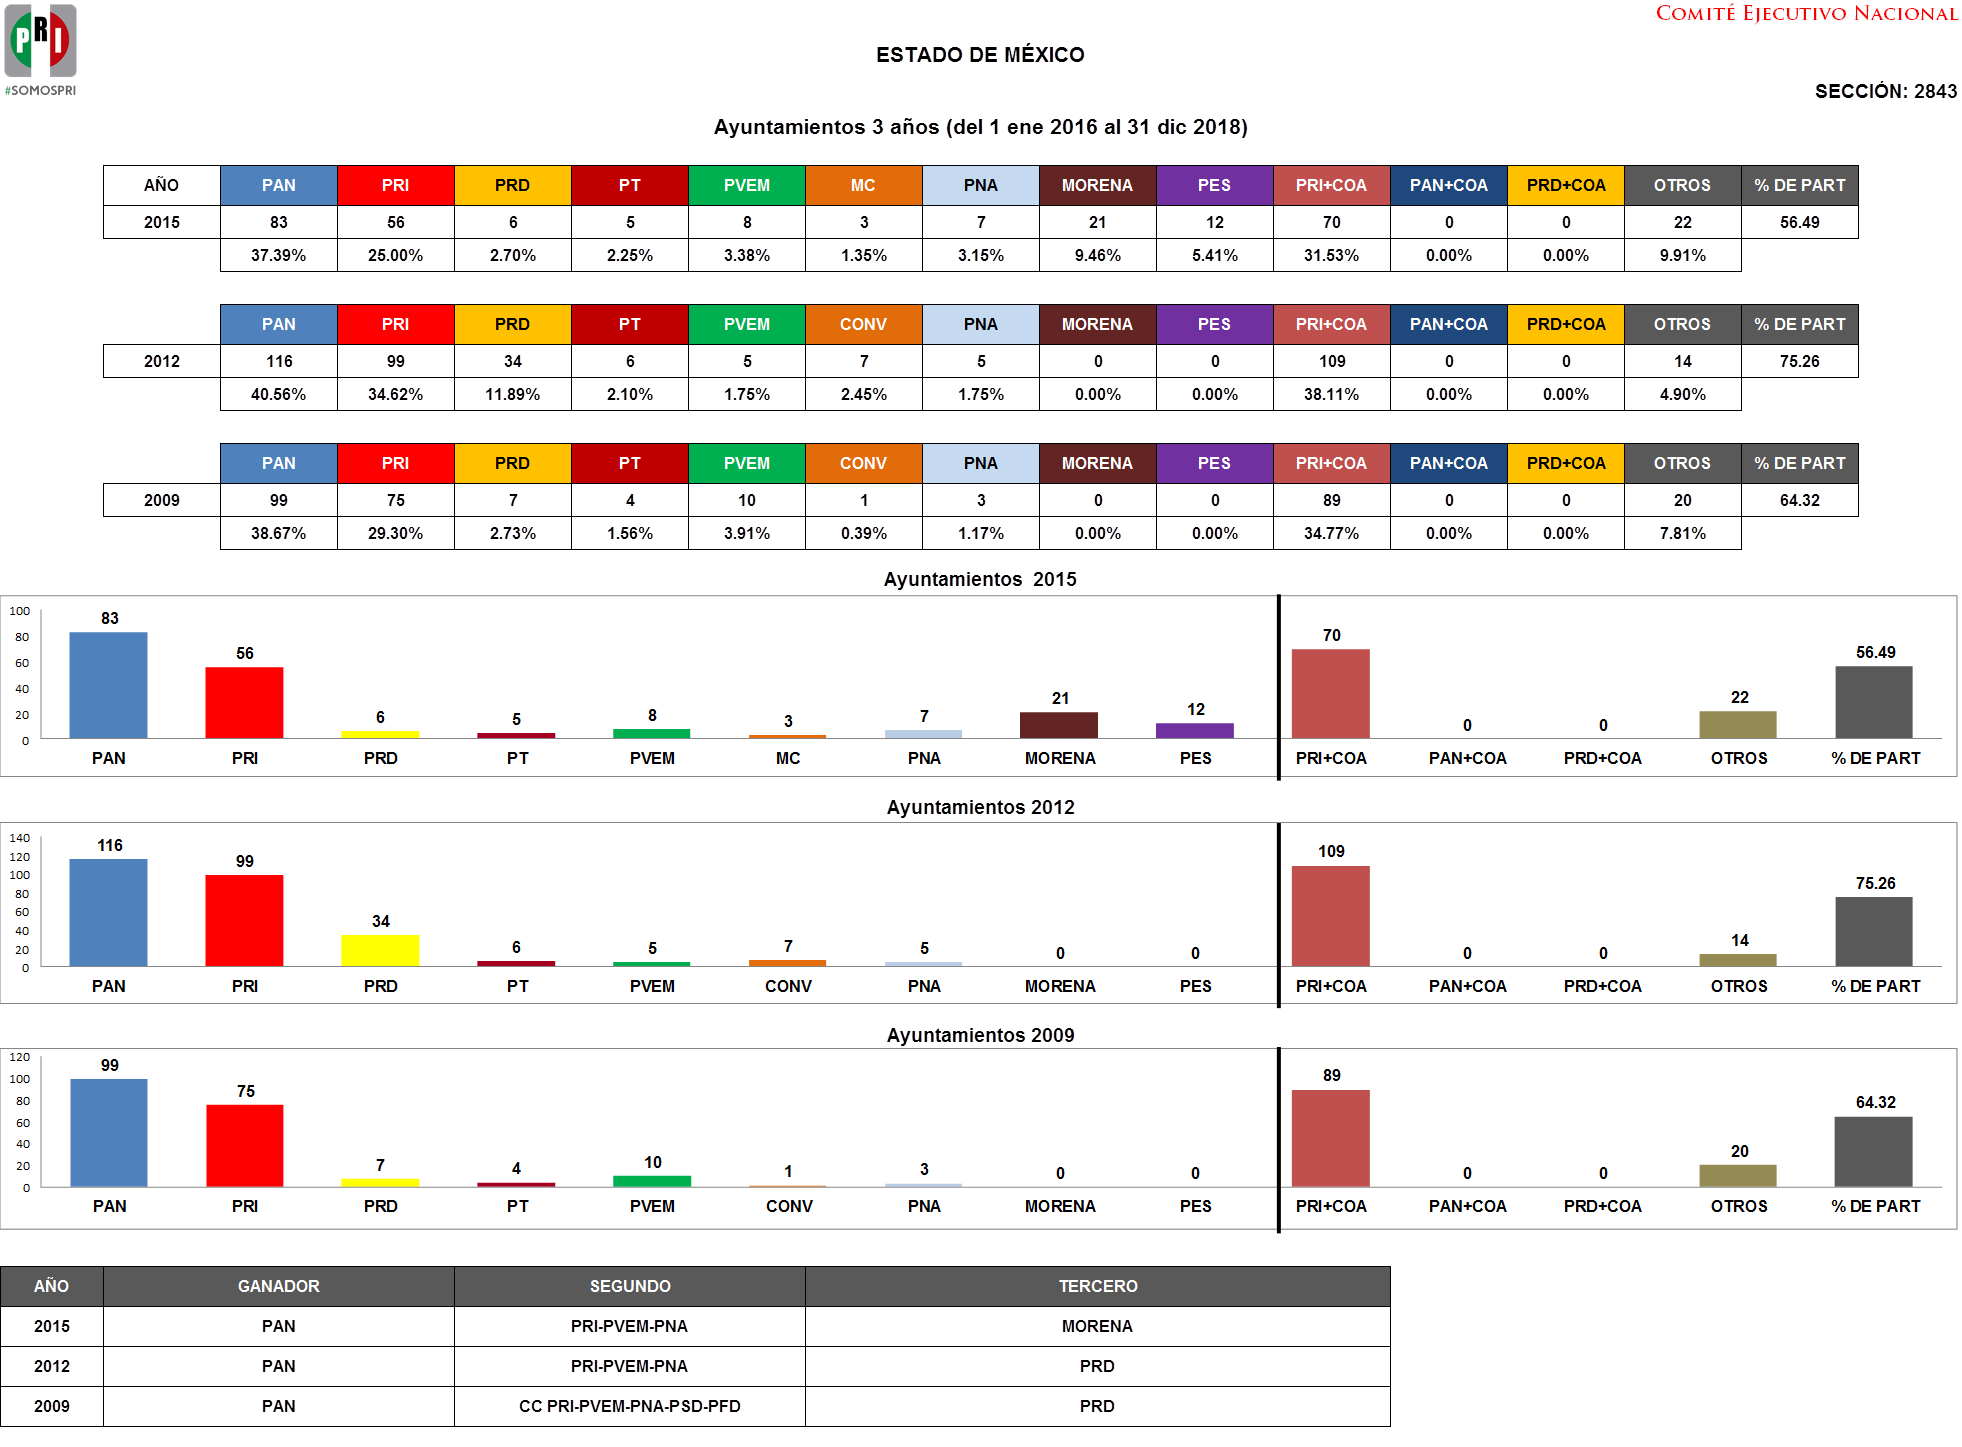 PRI
#SOMOSPRI
COMITÉ EJECUTIVO NACIONAL
ESTADO DE MÉXICO
SECCIÓN: 2843
Ayuntamientos 3 años (del 1 ene 2016 al 31 dic 2018)
AÑO PAN PRI PRD PT PVEM MC PNA MORENA PES PRI+COA PAN+COA PRD+COA OTROS % DE PART
2015 83 56 6 5 8 3 7 21 12 70 0 0 22 56.49
37.39% 25.00% 2.70% 2.25% 3.38% 1.35% 3.15% 9.46% 5.41% 31.53% 0.00% 0.00% 9.91%
PAN PRI PRD PT PVEM CONV PNA MORENA PES PRI+COA PAN+COA PRD+COA OTROS % DE PART
2012 116 99 34 6 5 7 5 0 0 109 0 0 14 75.26
40.56% 34.62% 11.89% 2.10% 1.75% 2.45% 1.75% 0.00% 0.00% 38.11% 0.00% 0.00% 4.90%
PAN PRI PRD PT PVEM CONV PNA MORENA PES PRI+COA PAN+COA PRD+COA OTROS % DE PART
2009 99 75 7 4 10 1 3 0 0 89 0 0 20 64.32
38.67% 29.30% 2.73% 1.56% 3.91% 0.39% 1.17% 0.00% 0.00% 34.77% 0.00% 0.00% 7.81%
Ayuntamientos 2015
100
80
60
40
20
0
83 56 6 5 8 3 7 21 12 70 0 0 22 56.49
PAN PRI PRD PT PVEM MC PNA MORENA PES PRI+COA PAN+COA PRD+COA OTROS % DE PART
Ayuntamientos 2012
140
120
100
80
60
40
20
0
116 99 34 6 5 7 5 0 0 109 0 0 14 75.26
PAN PRI PRD PT PVEM CONV PNA MORENA PES PRI+COA PAN+COA PRD+COA OTROS % DE PART
Ayuntamientos 2009
120
100
80
60
40
20
0
99 75 7 4 10 1 3 0 0 89 0 0 20 64.32
PAN PRI PRD PT PVEM CONV PNA MORENA PES PRI+COA PAN+COA PRD+COA OTROS % DE PART
AÑO GANADOR SEGUNDO TERCERO
2015 PAN PRI-PVEM-PNA MORENA
2012 PAN PRI-PVEM-PNA PRD
2009 PAN CC PRI-PVEM-PNA-PSD-PFD PRD